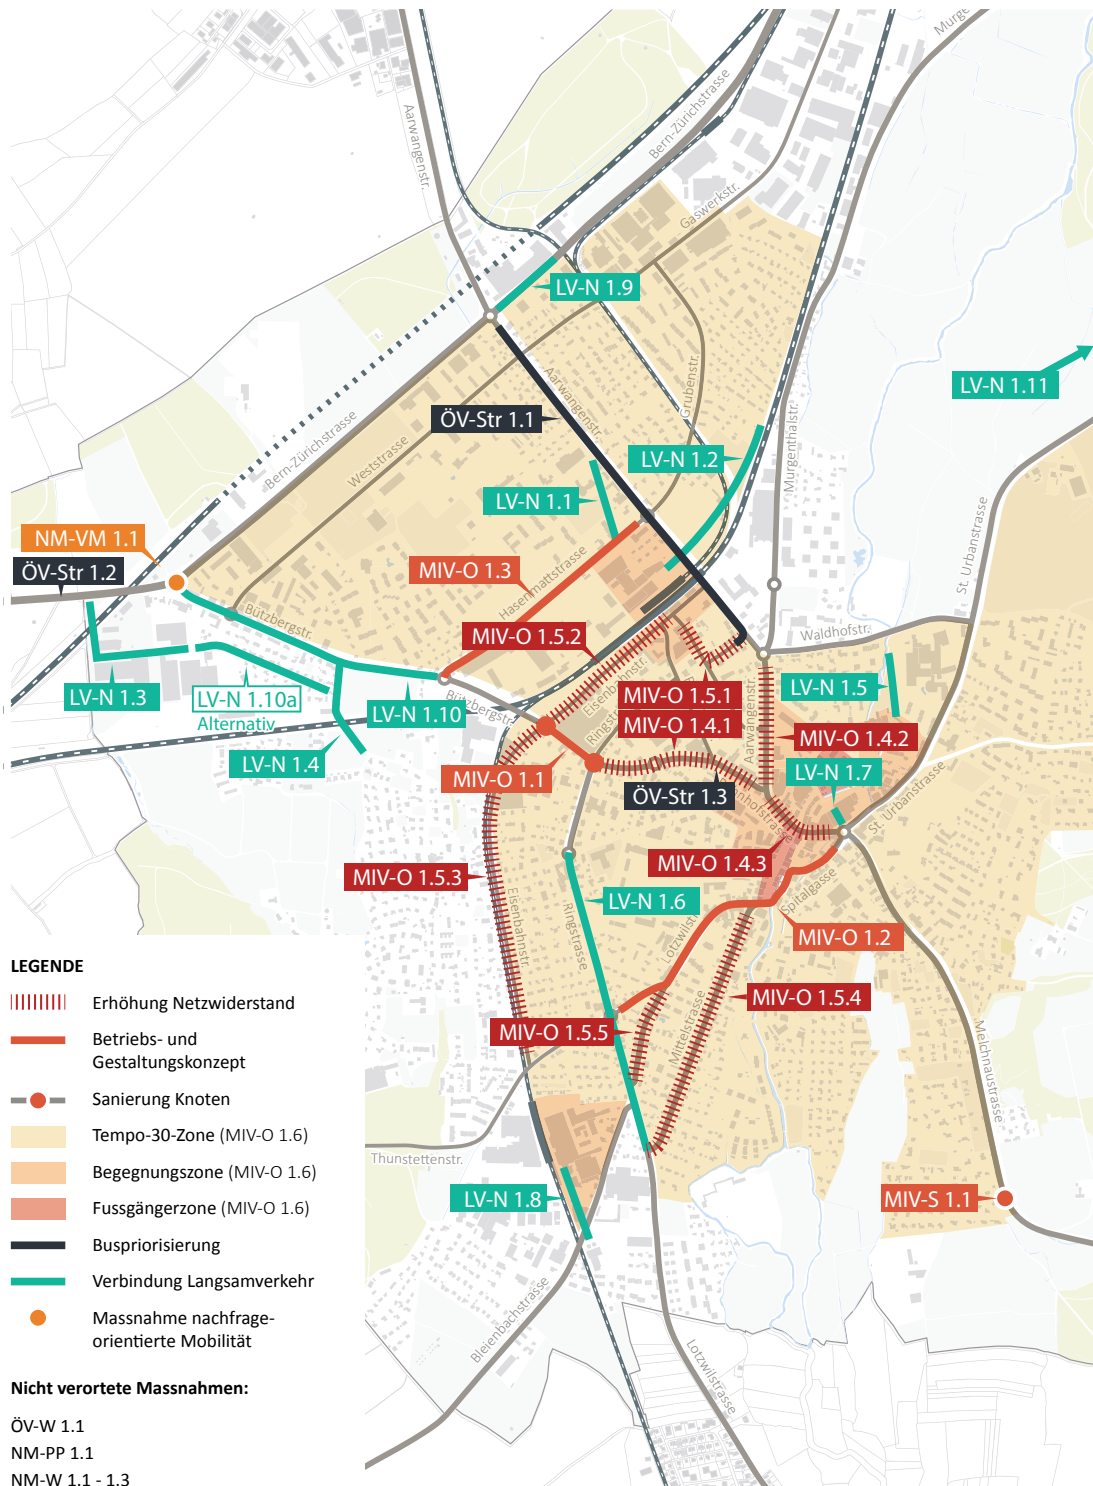 Aarwangenstr.
Bern-Zürichstrasse
Murge
Gaswerkstr.
LV-N 1.9
LV-N 1.11
Grubenstr.
Aarwangenstr.
ÖV-Str 1.1
Bern-Zürichstrasse
Weststrasse
LV-N 1.2
Murgenthalstr.
LV-N 1.1
St. Urbanstrasse
NM-VM 1.1
ÖV-Str 1.2
MIV-O 1.3
Hasenmattstrasse
Bützbergstr.
MIV-O 1.5.2
Waldhofstr.
Eisenbahnstr.
LV-N 1.3
LV-N 1.10a
Alternativ
LV-N 1.10
Bützbergstr.
MIV-O 1.5.1
LV-N 1.5
MIV-O 1.4.1
Ringst
Aarwangenstr.
MIV-O 1.4.2
LV-N 1.4
MIV-O 1.1
LV-N 1.7
ÖV-Str 1.3
nhofstrasse
St. Urbanstrasse
MIV-O 1.4.3
MIV-O 1.5.3
LV-N 1.6
Spitalgasse
Eisenbahnstr.
Ringstrasse
Lotzwilstr.
MIV-O 1.2
MIV-O 1.5.4
MIV-O 1.5.5
Mittelstrasse
Melchnaustrasse
Thunstettenstr.
LV-N 1.8
MIV-S 1.1
Bleienbachstrasse
Lotzwilstrasse
LEGENDE
Erhöhung Netzwiderstand
Betriebs- und
Gestaltungskonzept
Sanierung Knoten
Tempo-30-Zone (MIV-O 1.6)
Begegnungszone (MIV-O 1.6)
Fussgängerzone (MIV-O 1.6)
Buspriorisierung
Verbindung Langsamverkehr
Massnahme nachfrage-
orientierte Mobilität
Nicht verortete Massnahmen:
ÖV-W 1.1
NM-PP 1.1
NM-W 1.1 - 1.3